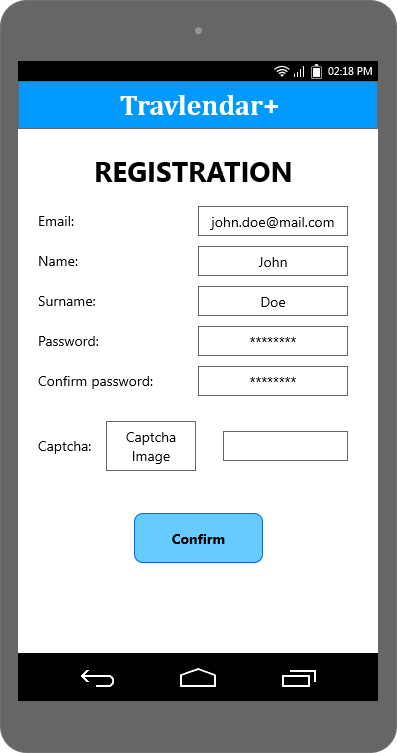 02:18 PM
Travlendar+
REGISTRATION
Email: john.doe@mail.com
Name: John
Surname: Doe
Password: ********
Confirm password: ********
Captcha: Captcha
Image
Confirm